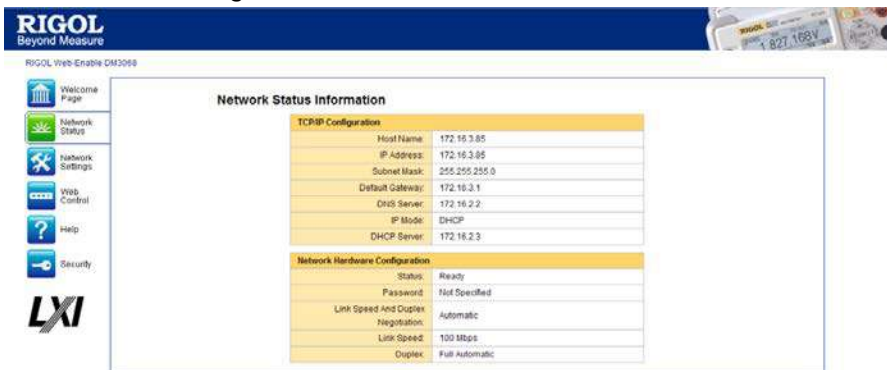 RIGOL
Beyond Measure
1.827,168V
RIGOL Web-Enable DM3068
Welcome
Page
Network
Status
Network
Settings
Web
Control
Help
Security
LXI
Network Status Information
TCP/IP Configuration
Host Name: 172.16.3.85
IP Address: 172.16.3.85
Subnet Mask: 255.255.255.0
Default Gateway: 172.16.3.1
DNS Server: 172.16.2.2
IP Mode: DHCP
DHCP Server: 172.16.2.3
Network Hardware Configuration
Status: Ready
Password: Not Specified
Link Speed And Duplex
Negotiation: Automatic
Link Speed: 100 Mbps
Duplex: Full Automatic